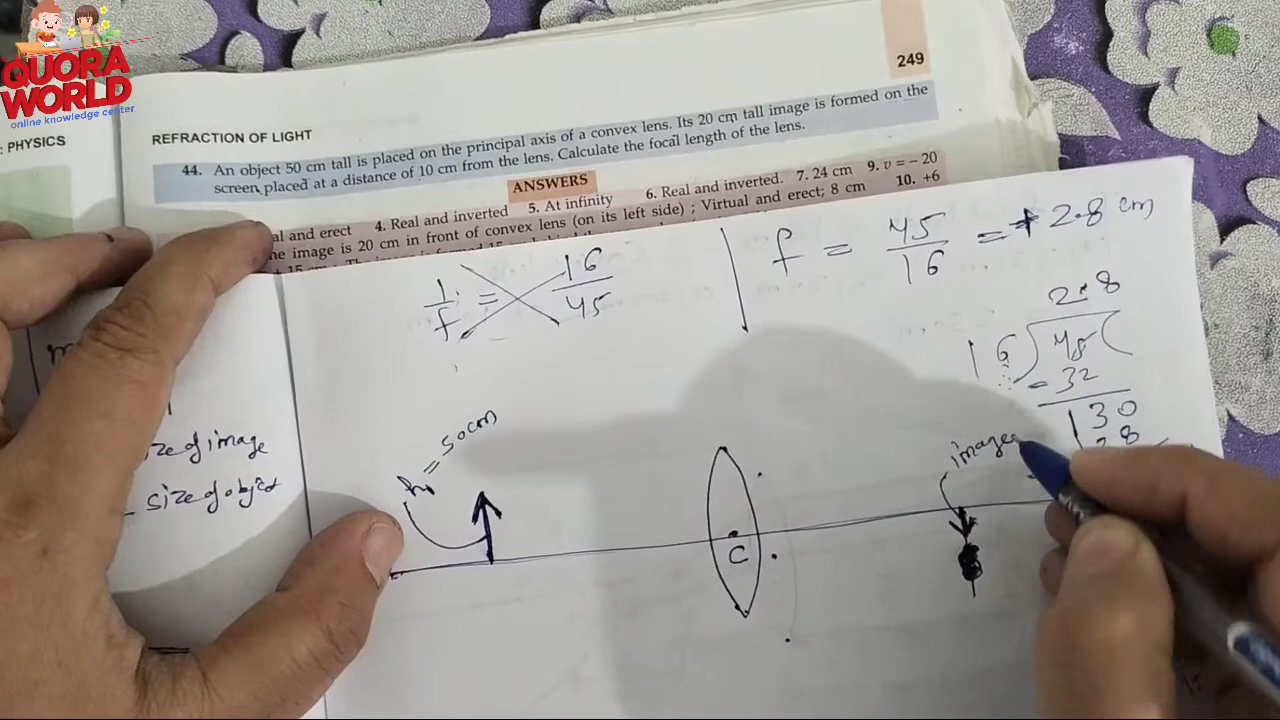 QUORA
WORLD
online knowledge center
: PHYSICS
249
REFRACTION OF LIGHT
44. An object 50 cm tall is placed on the principal axis of a convex lens. Its 20 cm tall image is formed on the
screen placed at a distance of 10 cm from the lens. Calculate the focal length of the lens.
ANSWERS
al and erect 4. Real and inverted 5. At infinity 6. Real and inverted. 7. 24 cm 9. v = – 20
he image is 20 cm in front of convex lens (on its left side) ; Virtual and erect; 8 cm 10. +6
1/f = 16/45
f = 45/16 = + 2.8 cm
2.8
16) 45 (
- 32
130
28
size of image
size of object
h = 50 cm
image
C